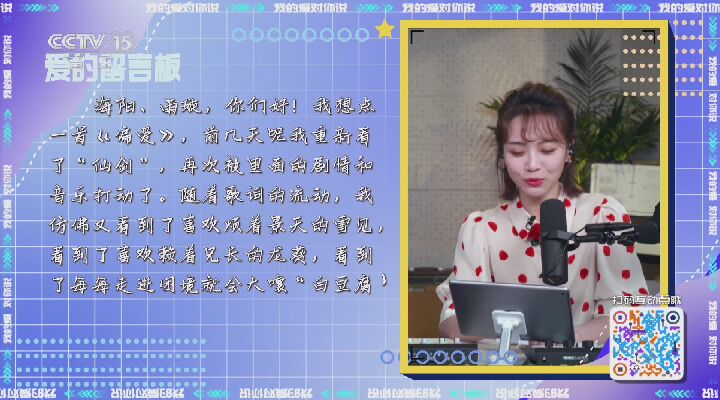 我的爱对你说
CCTV 15
爱的留言板
海阳、雨璇，你们好！我想点
一首《偏爱》，前几天呢我重新看
了“仙剑”，再次被里面的剧情和
音乐打动了。随着歌词的流动，我
仿佛又看到了喜欢烦着景天的雪见，
看到了喜欢救着兄长的龙葵，看到
了每每走进困境就会大嚷“白豆腐
扫码互动点歌